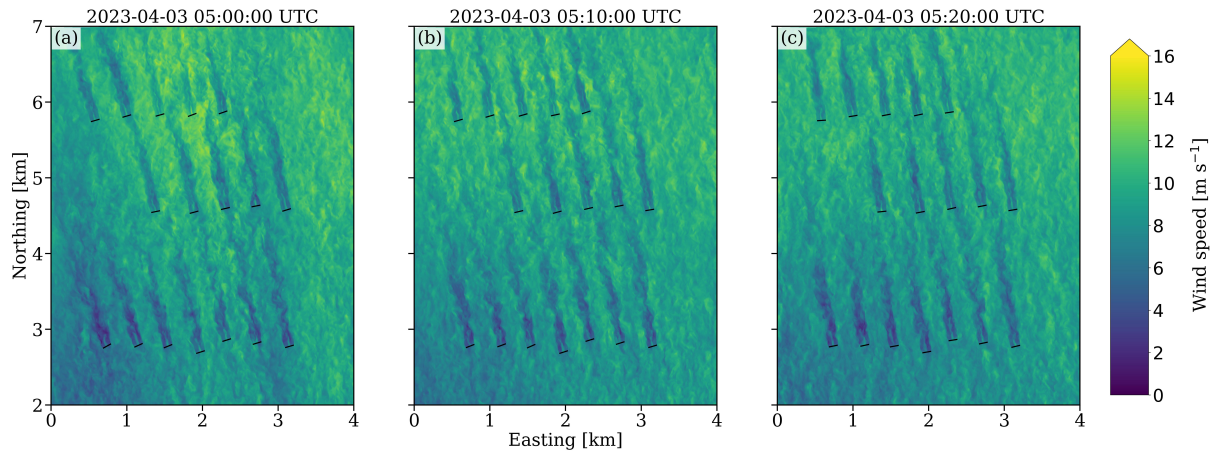 2023-04-03 05:00:00 UTC
2023-04-03 05:10:00 UTC
2023-04-03 05:20:00 UTC
(a)
(b)
(c)
7
6
5
4
3
2
Northing [km]
0 1 2 3 4
0 1 2 3 4
0 1 2 3 4
Easting [km]
16
14
12
10
8
6
4
2
0
Wind speed [m s⁻¹]